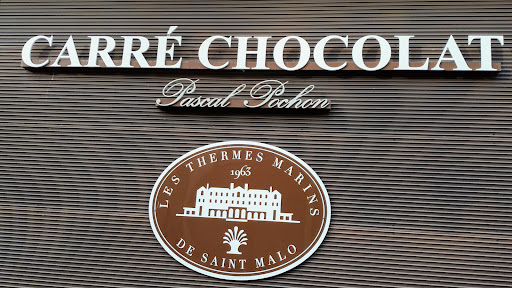 CARRÉ CHOCOLAT
Pascal Pochon
LES THERMES MARINS
1963
DE SAINT MALO